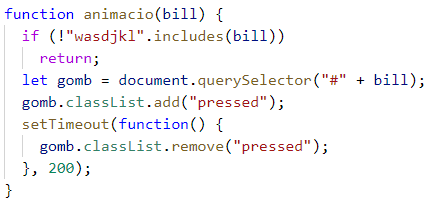 function animacio(bill) {
  if (!"wasdjkl".includes(bill))
    return;
  let gomb = document.querySelector("#" + bill);
  gomb.classList.add("pressed");
  setTimeout(function() {
    gomb.classList.remove("pressed");
  }, 200);
}